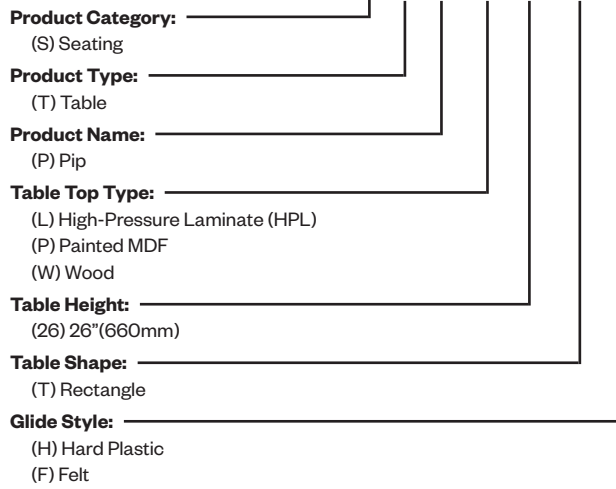 Product Category:
(S) Seating
Product Type:
(T) Table
Product Name:
(P) Pip
Table Top Type:
(L) High-Pressure Laminate (HPL)
(P) Painted MDF
(W) Wood
Table Height:
(26) 26”(660mm)
Table Shape:
(T) Rectangle
Glide Style:
(H) Hard Plastic
(F) Felt